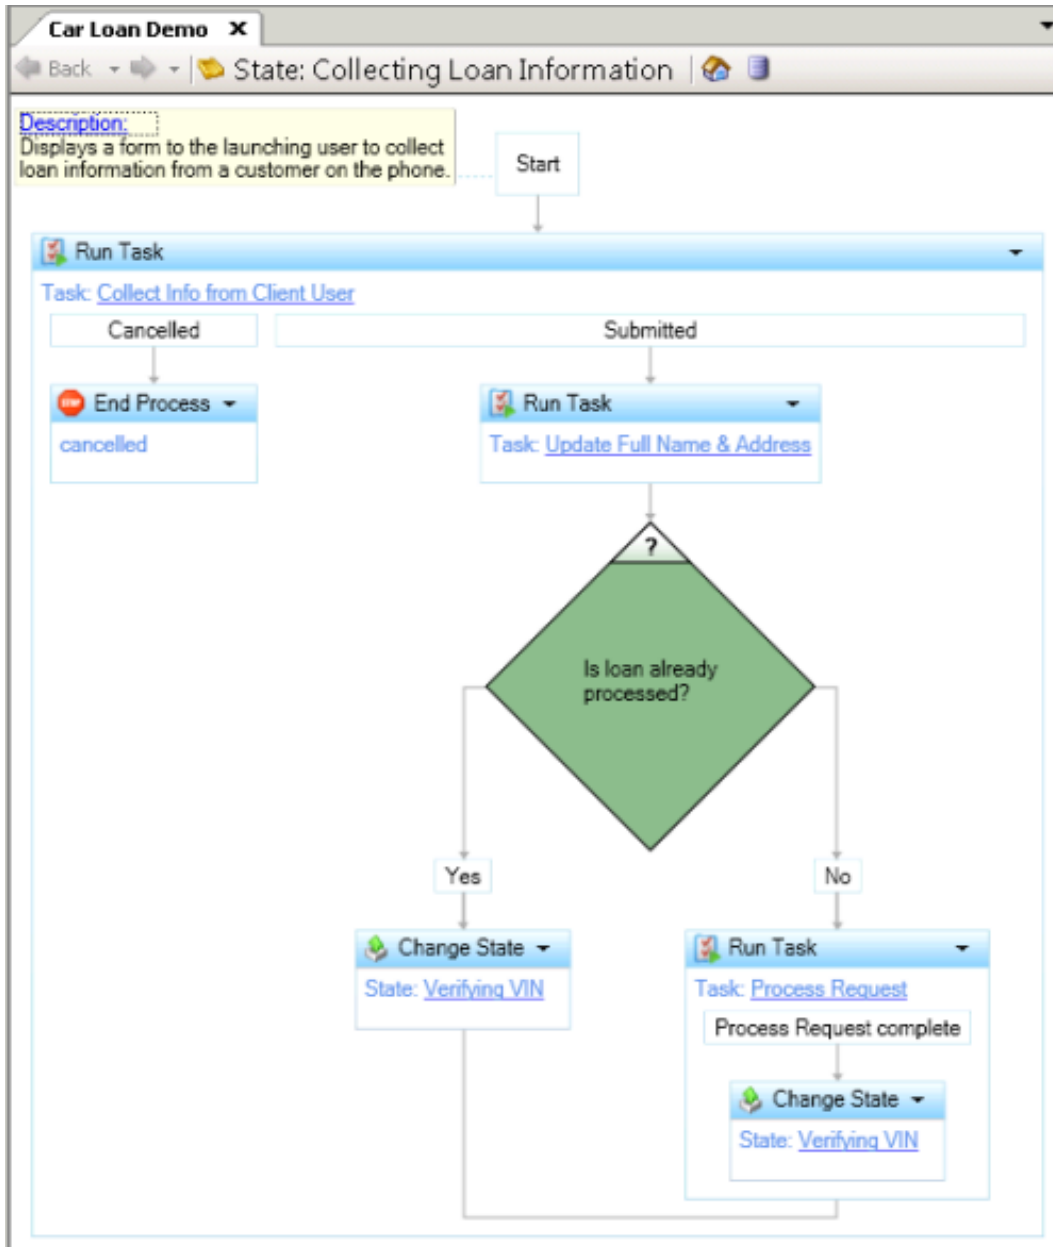 Car Loan Demo X
Back State: Collecting Loan Information
Description:
Displays a form to the launching user to collect
loan information from a customer on the phone.
Start
Run Task
Task: Collect Info from Client User
Cancelled
Submitted
STOP End Process
cancelled
Run Task
Task: Update Full Name & Address
?
Is loan already
processed?
Yes
No
Change State
State: Verifying VIN
Run Task
Task: Process Request
Process Request complete
Change State
State: Verifying VIN